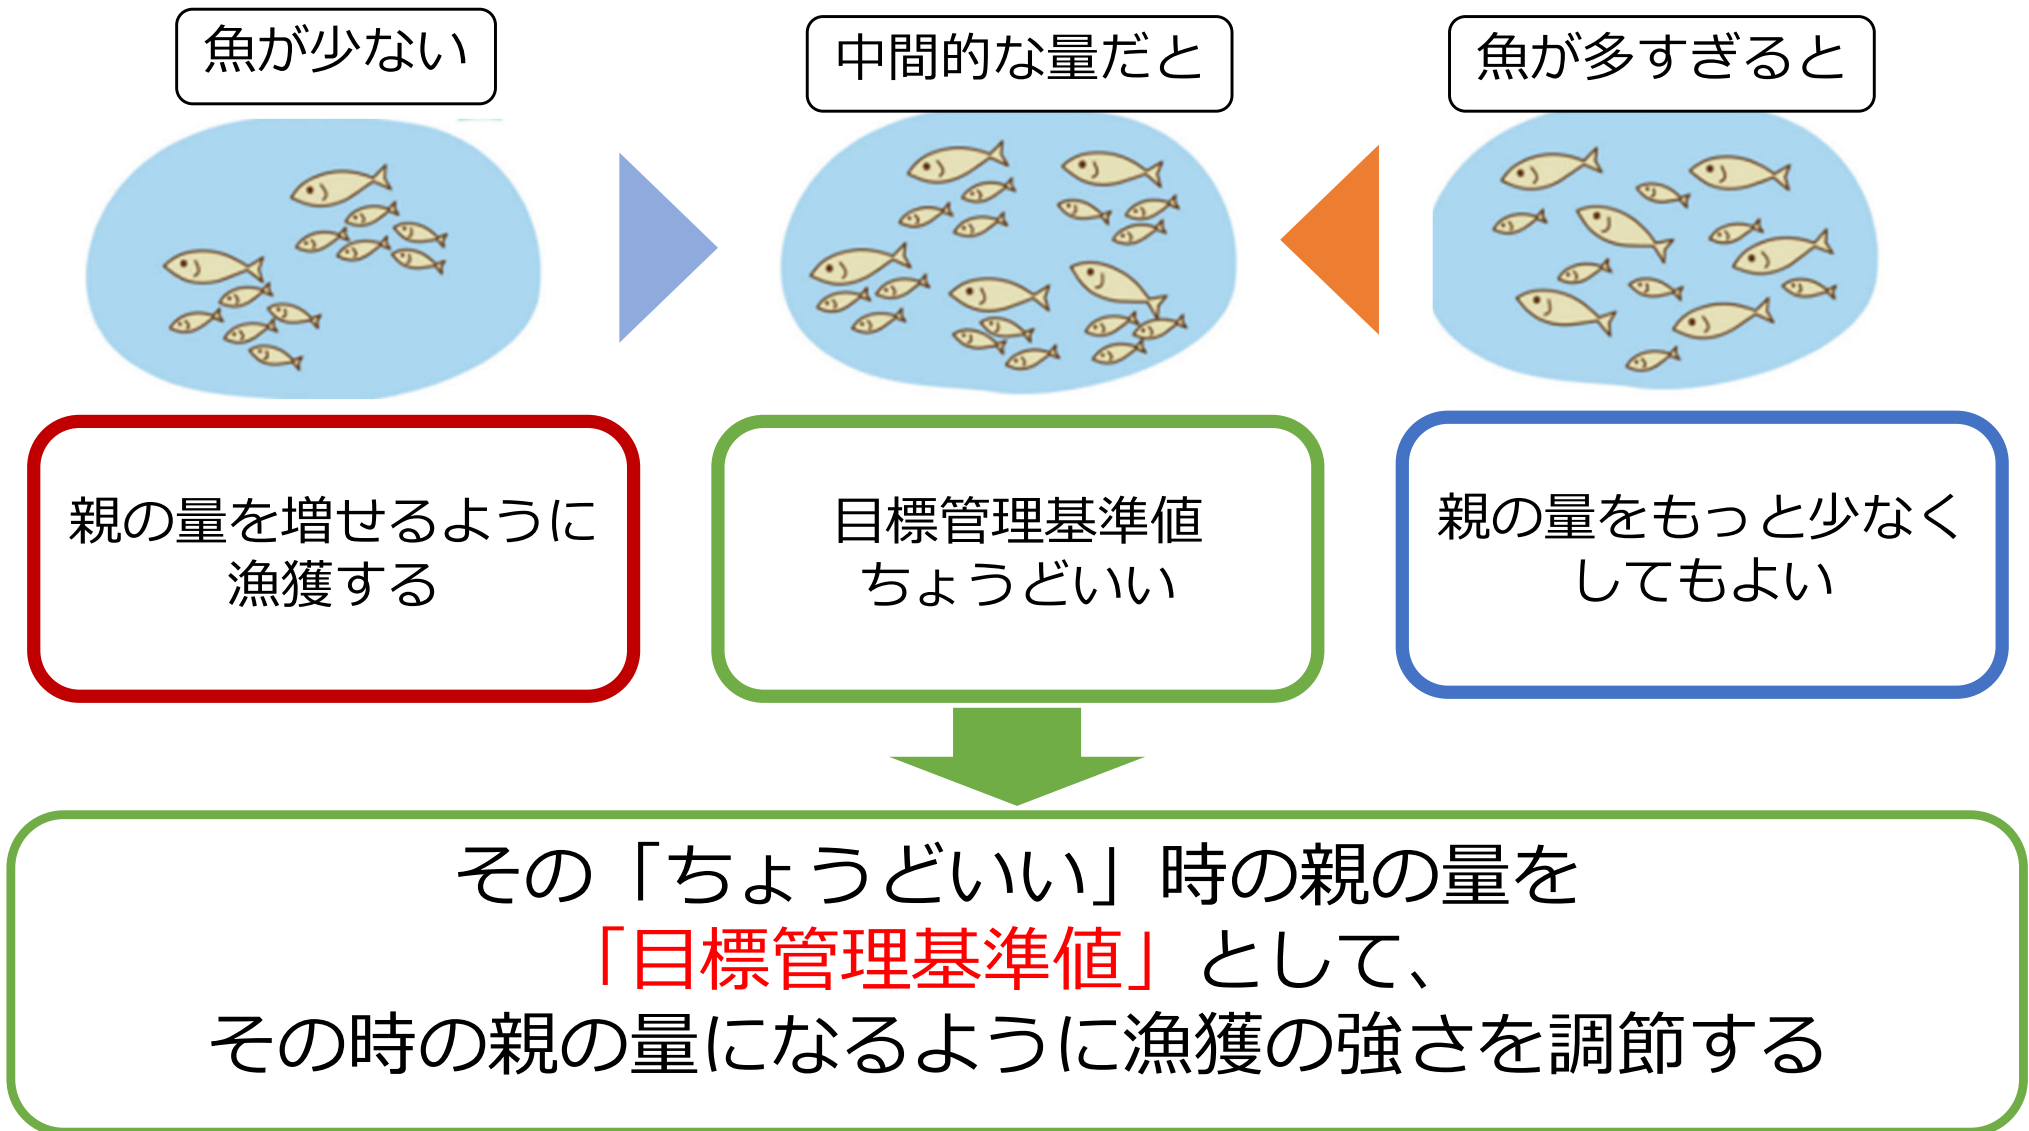 魚が少ない
中間的な量だと
魚が多すぎると
親の量を増せるように
漁獲する
目標管理基準値
ちょうどいい
親の量をもっと少なく
してもよい
その「ちょうどいい」時の親の量を
「目標管理基準値」として、
その時の親の量になるように漁獲の強さを調節する